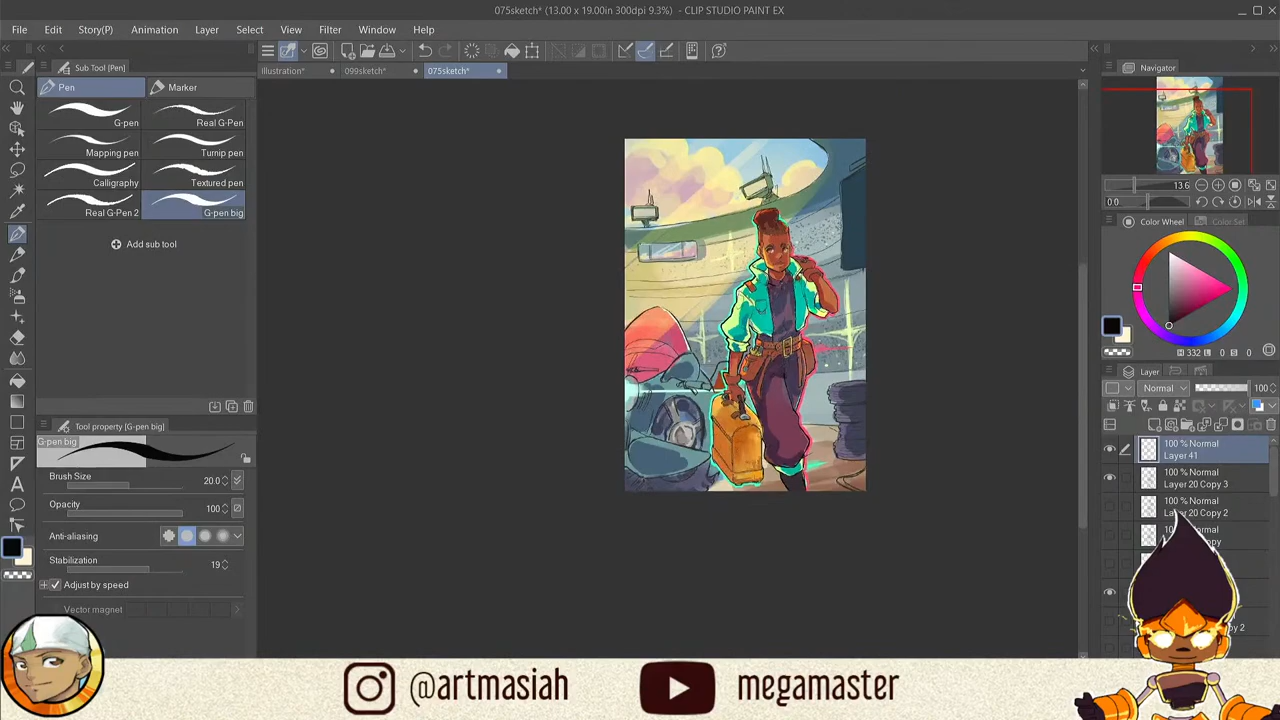 075sketch* (13.00 x 19.00in 300dpi 9.3%) - CLIP STUDIO PAINT EX
File Edit Story(P) Animation Layer Select View Filter Window Help
Sub Tool [Pen]
Illustration* 099sketch* 075sketch*
Navigator
Pen Marker
G-pen Real G-Pen
Mapping pen Turnip pen
Calligraphy Textured pen
Real G-Pen 2 G-pen big
Add sub tool
13.6
0.0
Color Wheel Color Set
H 332 L 0 S 0
Layer
Normal 100
100 % Normal
Layer 41
100 % Normal
Layer 20 Copy 3
100 % Normal
Layer 20 Copy 2
Tool property [G-pen big]
G-pen big
Brush Size 20.0
Opacity 100
Anti-aliasing
Stabilization 19
Adjust by speed
Vector magnet
@artmasiah megamaster